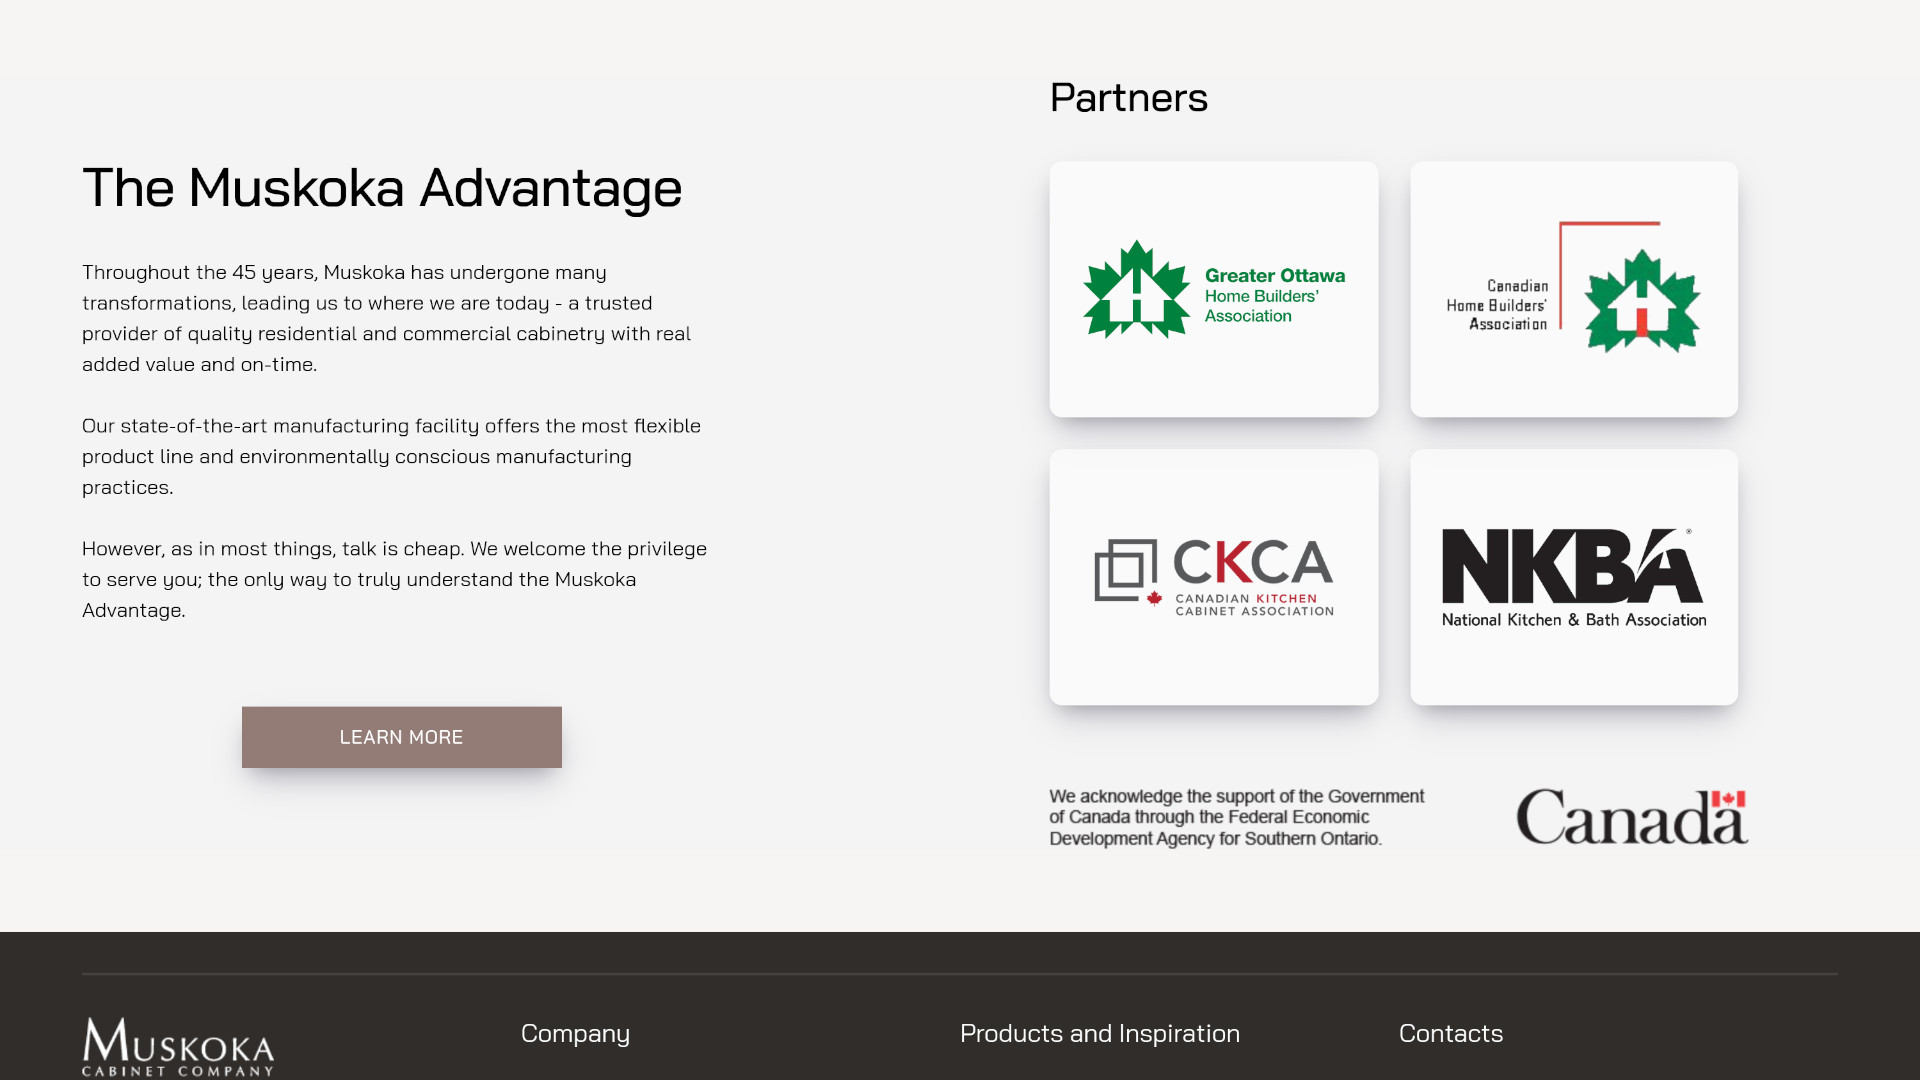 The Muskoka Advantage
Throughout the 45 years, Muskoka has undergone many
transformations, leading us to where we are today - a trusted
provider of quality residential and commercial cabinetry with real
added value and on-time.
Our state-of-the-art manufacturing facility offers the most flexible
product line and environmentally conscious manufacturing
practices.
However, as in most things, talk is cheap. We welcome the privilege
to serve you; the only way to truly understand the Muskoka
Advantage.
LEARN MORE
Partners
Greater Ottawa
Home Builders'
Association
Canadian
Home Builders'
Association
CKCA
CANADIAN KITCHEN
CABINET ASSOCIATION
NKBA®
National Kitchen & Bath Association
We acknowledge the support of the Government
of Canada through the Federal Economic
Development Agency for Southern Ontario.
Canada
MUSKOKA
CABINET COMPANY
Company
Products and Inspiration
Contacts